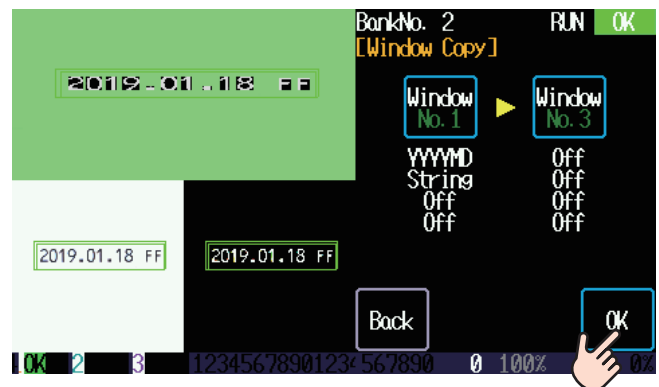 BankNo. 2 RUN OK
[Window Copy]
2019.01.18 FF
Window No.1
Window No.3
YYYYMD Off
String Off
Off Off
Off Off
2019.01.18 FF
2019.01.18 FF
Back
OK
OK 2 3 12345678901234567890 0 100% 0%